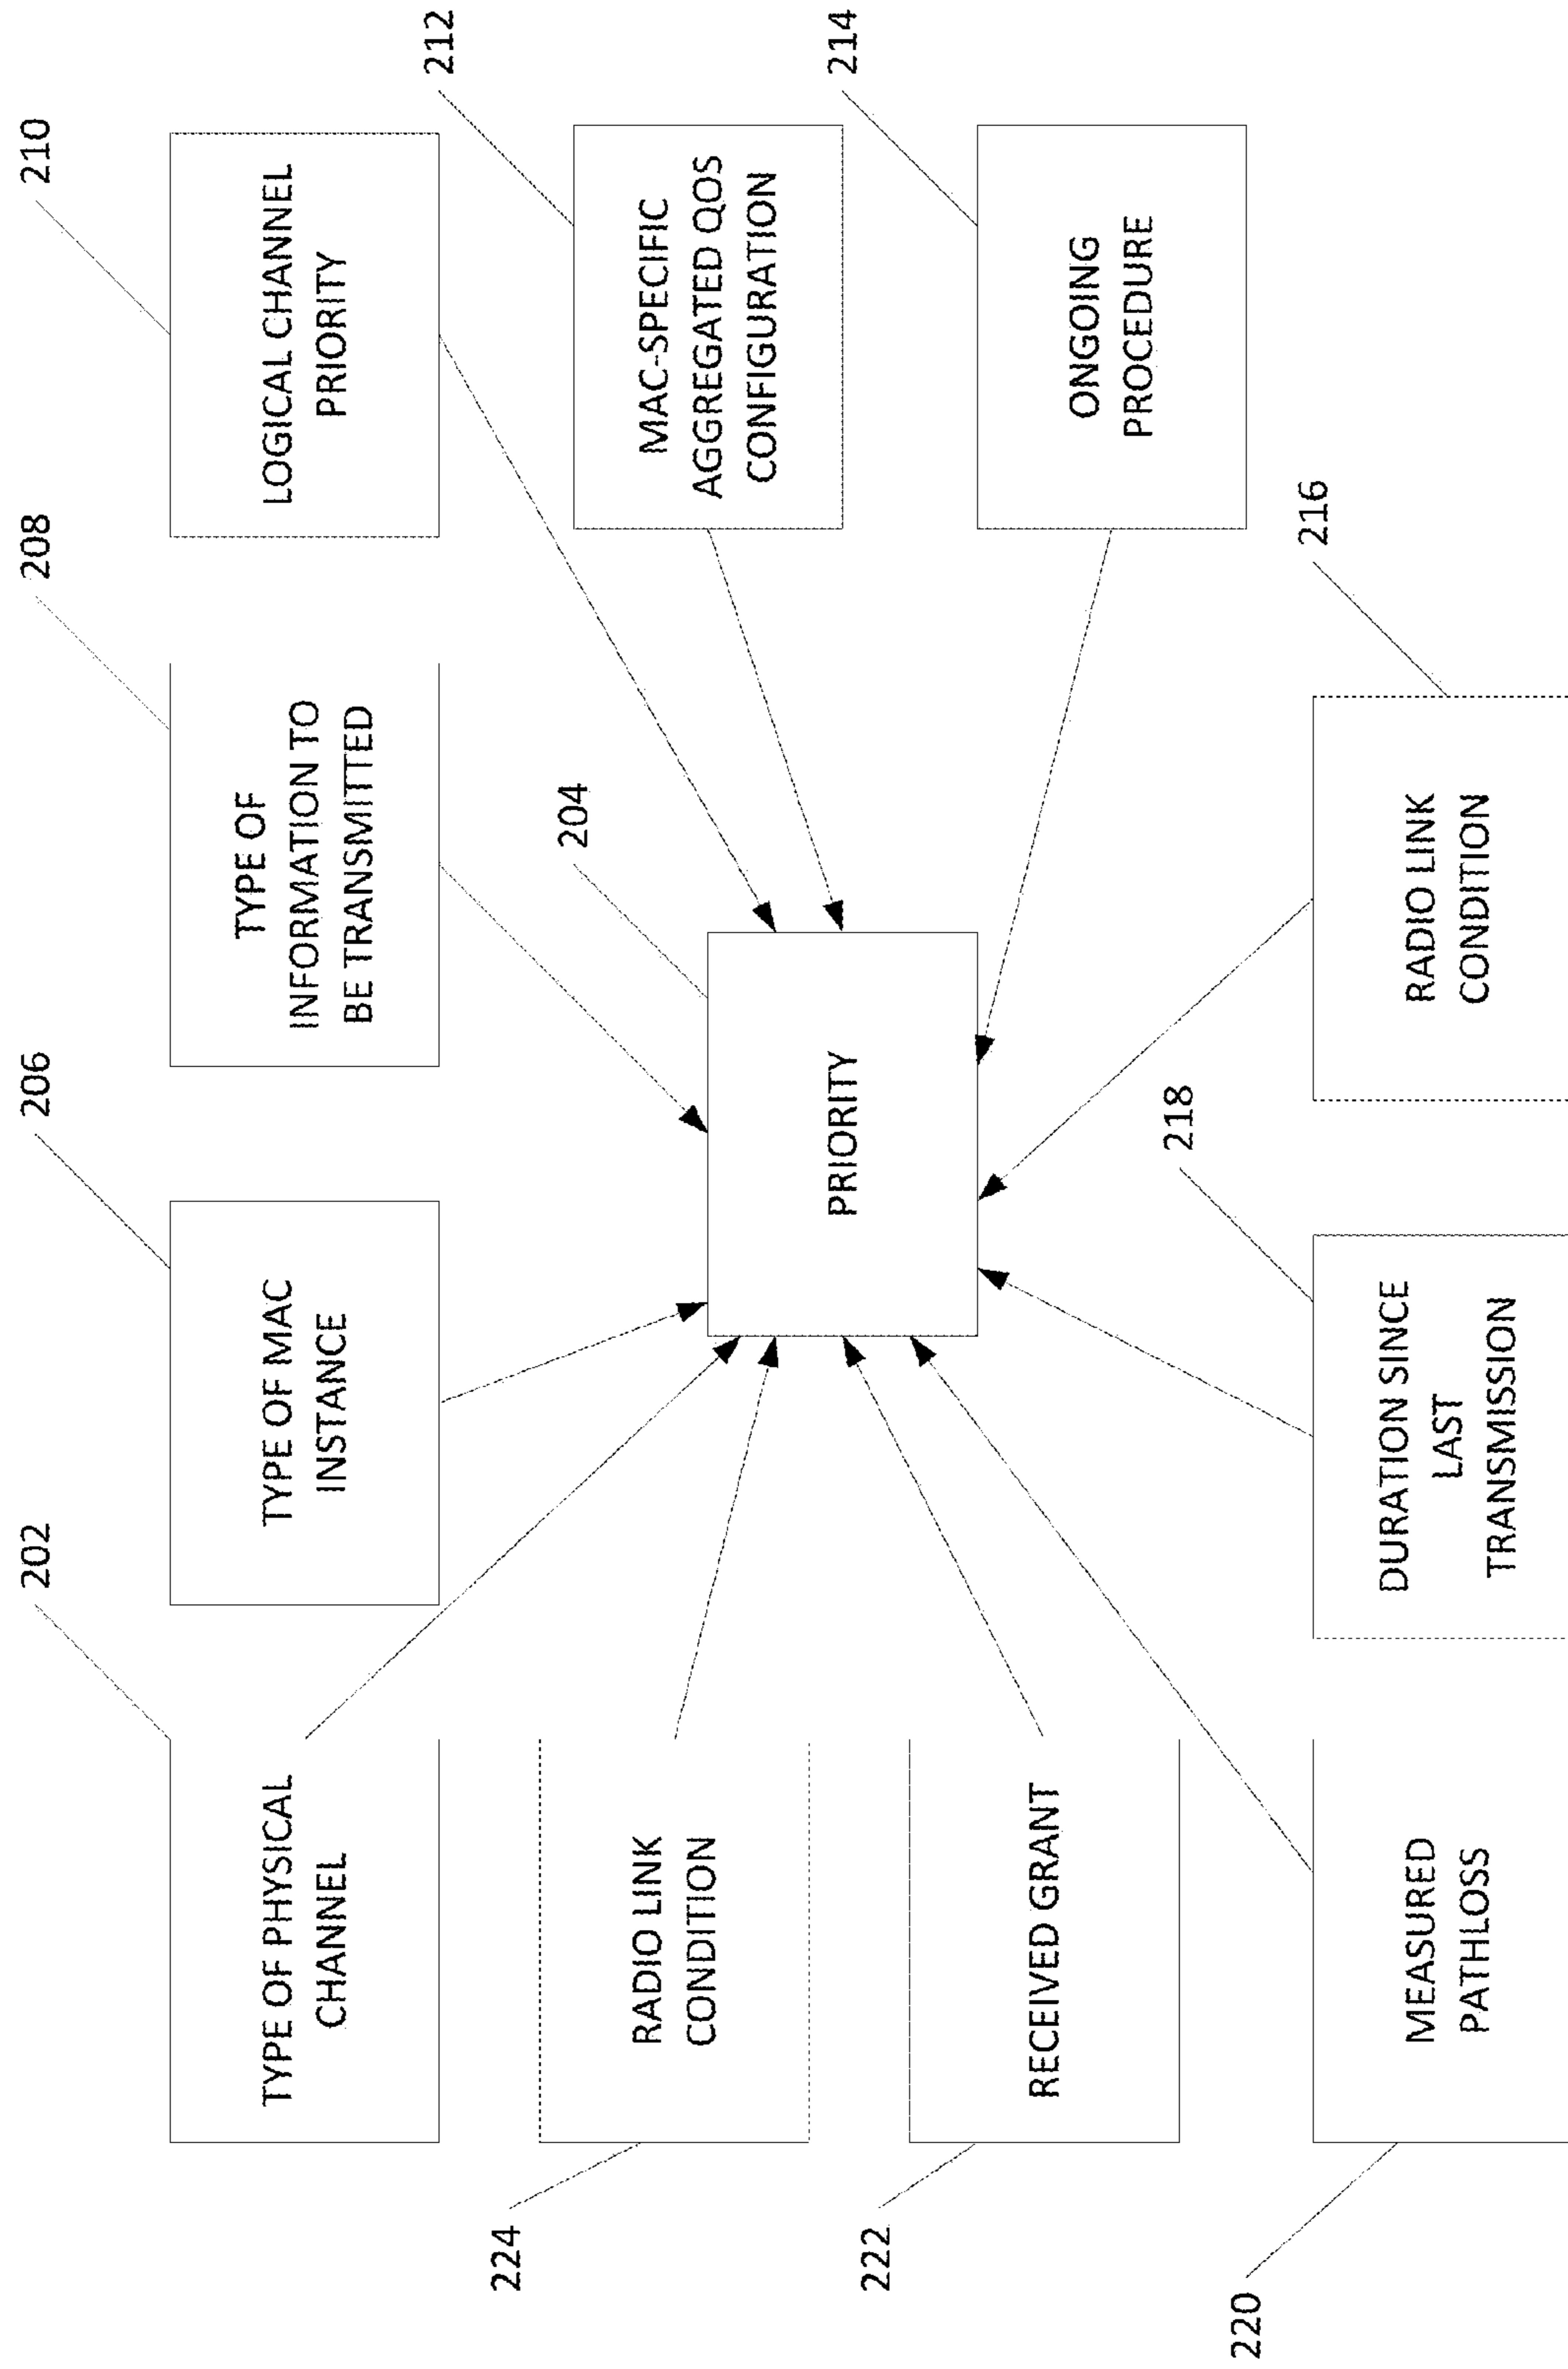 202
TYPE OF PHYSICAL
CHANNEL
206
TYPE OF MAC
INSTANCE
208
TYPE OF
INFORMATION TO
BE TRANSMITTED
210
LOGICAL CHANNEL
PRIORITY
212
MAC-SPECIFIC
AGGREGATED QOS
CONFIGURATION
204
PRIORITY
224
RADIO LINK
CONDITION
222
RECEIVED GRANT
214
ONGOING
PROCEDURE
220
MEASURED
PATHLOSS
218
DURATION SINCE
LAST
TRANSMISSION
216
RADIO LINK
CONDITION